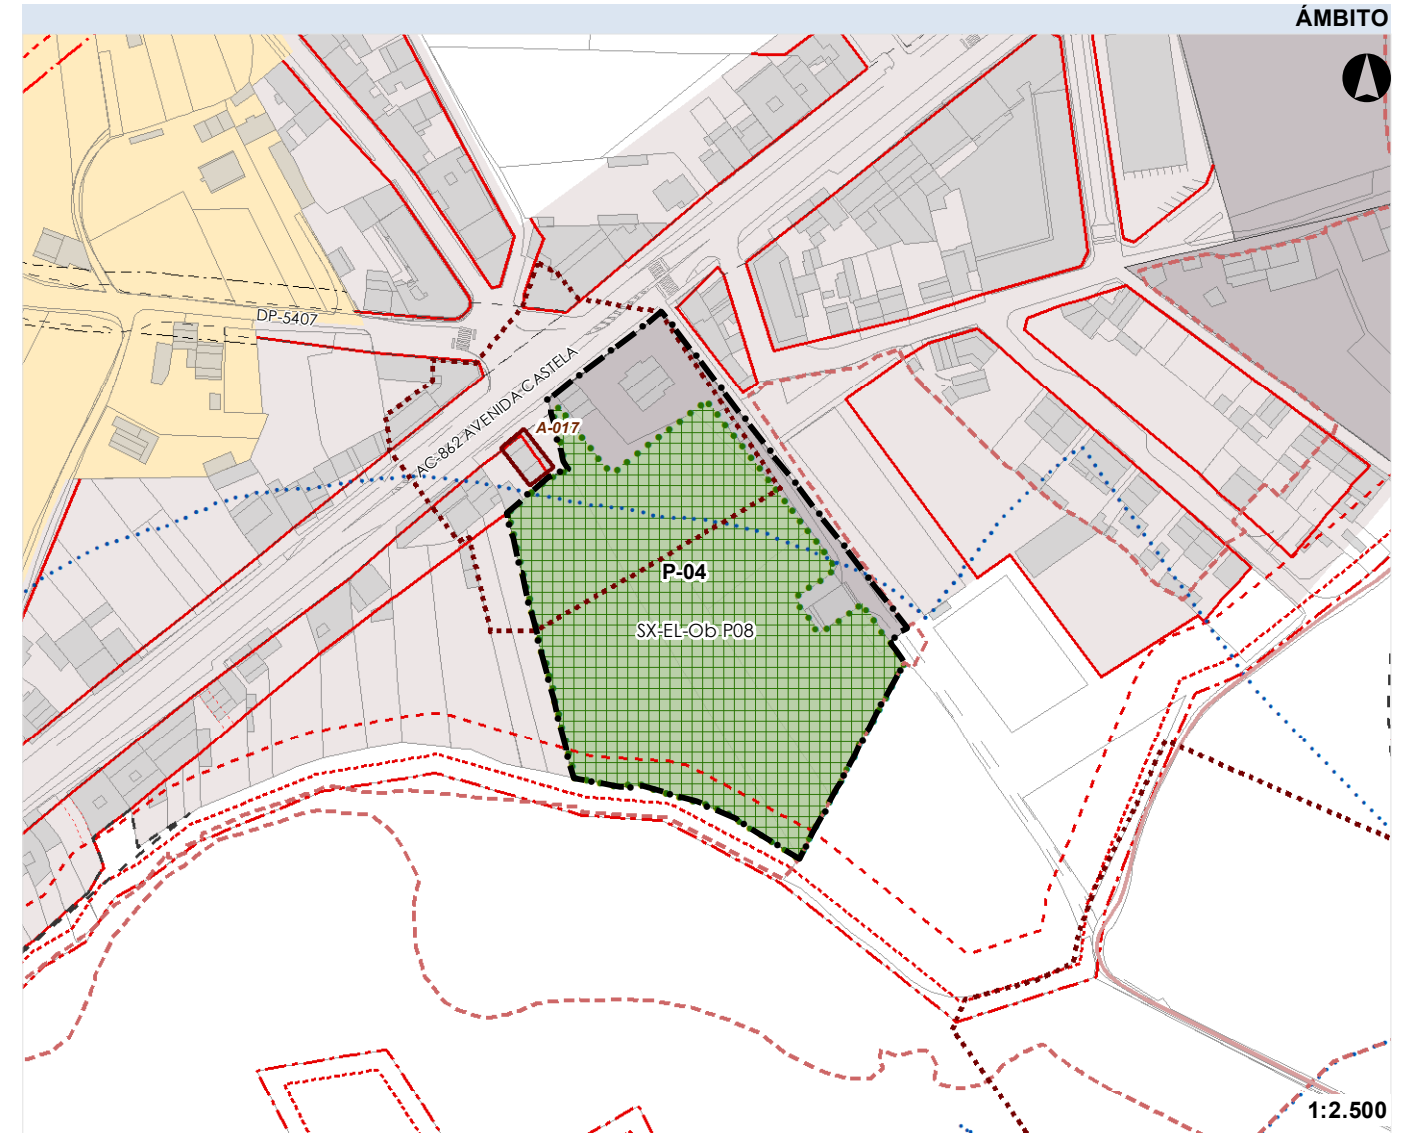 ÁMBITO
DP-5407
AC-862 AVENIDA CASTELA
A-017
P-04
SX-EL-Ob P08
1:2.500